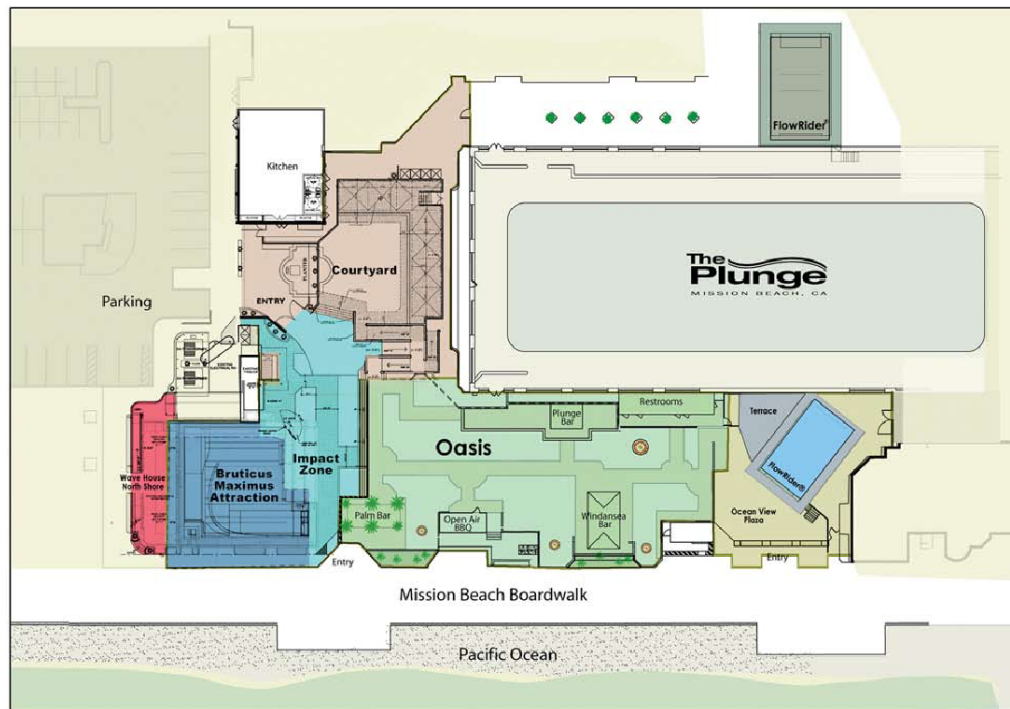 FlowRider®
Kitchen
Courtyard
PLANTER
The
Plunge
MISSION BEACH, CA
Parking
ENTRY
Restrooms
Plunge
Bar
Terrace
FlowRider®
Oasis
Impact
Zone
Bruticus
Maximus
Attraction
Wave House
North Shore
Palm Bar
Open Air
BBQ
Windansea
Bar
Ocean View
Plaza
Entry
Entry
Mission Beach Boardwalk
Pacific Ocean